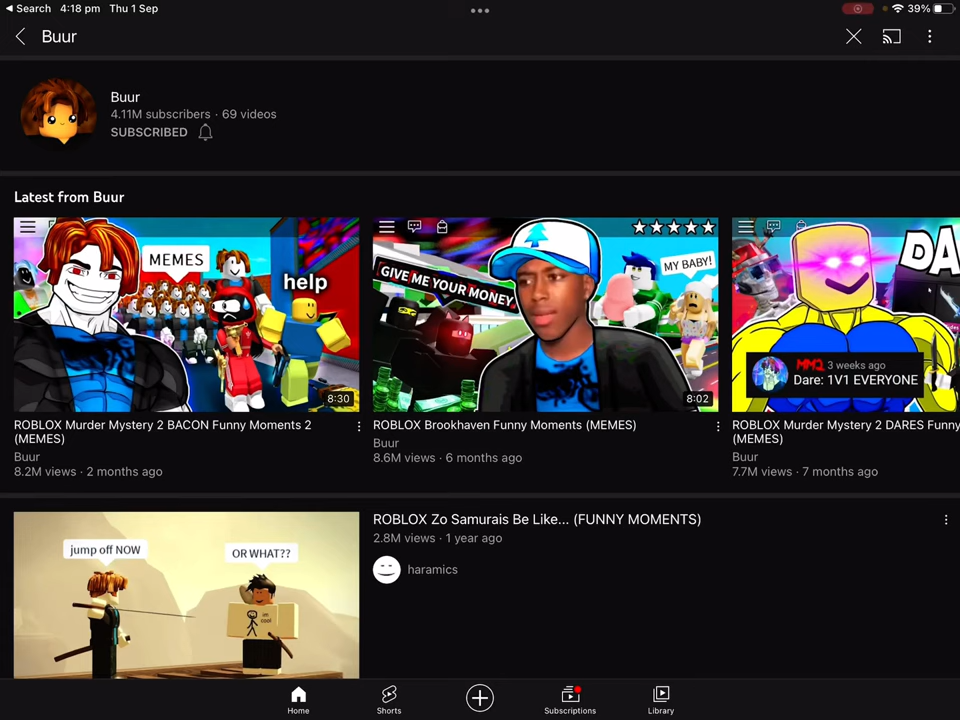 Search 4:18 pm Thu 1 Sep
39%
Buur
Buur
4.11M subscribers · 69 videos
SUBSCRIBED
Latest from Buur
MEMES
help
8:30
GIVE ME YOUR MONEY
MY BABY!
8:02
DA
MM2 3 weeks ago
Dare: 1V1 EVERYONE
ROBLOX Murder Mystery 2 BACON Funny Moments 2
(MEMES)
Buur
8.2M views · 2 months ago
ROBLOX Brookhaven Funny Moments (MEMES)
Buur
8.6M views · 6 months ago
ROBLOX Murder Mystery 2 DARES Funny
(MEMES)
Buur
7.7M views · 7 months ago
jump off NOW
OR WHAT??
im
cool
ROBLOX Zo Samurais Be Like... (FUNNY MOMENTS)
2.8M views · 1 year ago
haramics
Home
Shorts
Subscriptions
Library